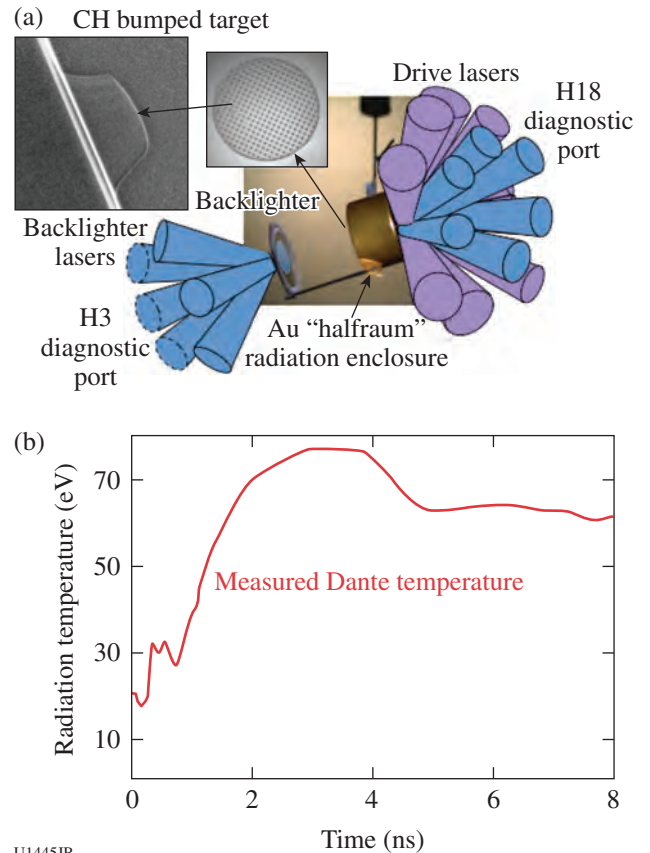 (a) CH bumped target
Drive lasers
H18
diagnostic
port
Backlighter
Backlighter
lasers
H3
diagnostic
port
Au “halfraum”
radiation enclosure
(b)
Radiation temperature (eV)
70
50
30
10
Measured Dante temperature
0 2 4 6 8
Time (ns)
U1445JR